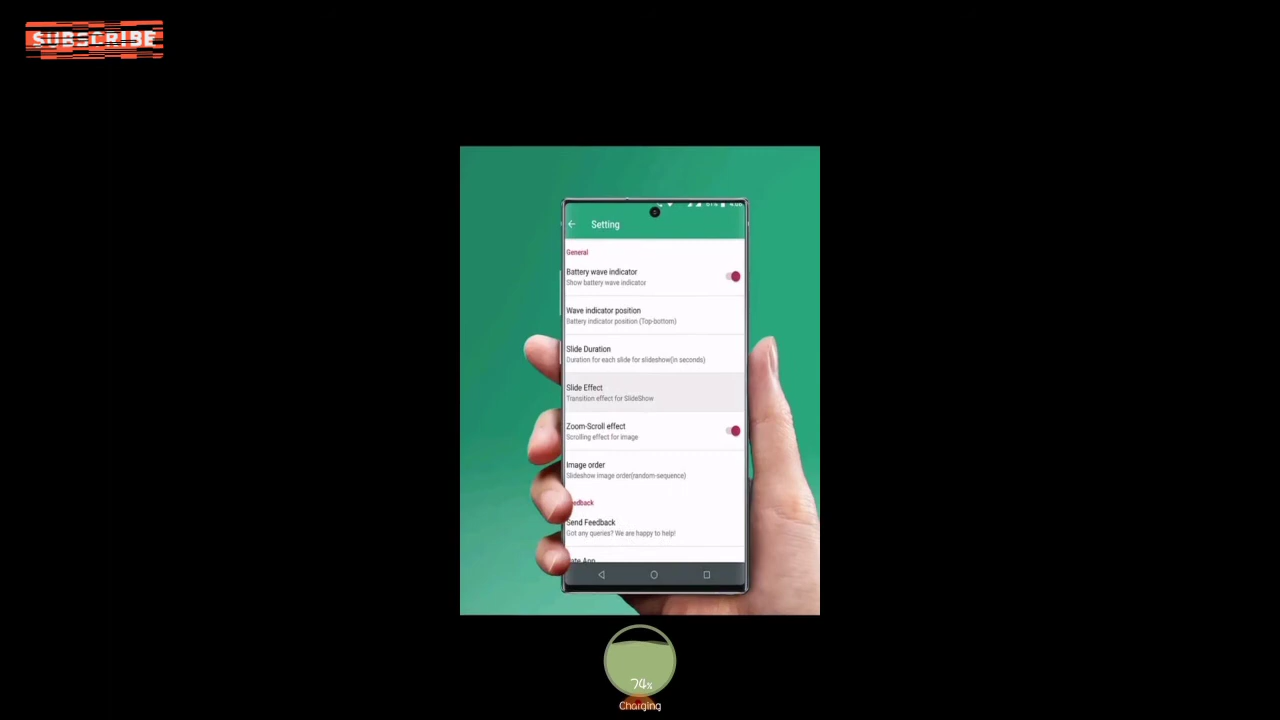 SUBSCRIBE
Setting
General
Battery wave indicator
Show battery wave indicator
Wave indicator position
Battery indicator position (Top-bottom)
Slide Duration
Duration for each slide for slideshow(in seconds)
Slide Effect
Transition effect for SlideShow
Zoom-Scroll effect
Scrolling effect for image
Image order
Slideshow image order(random-sequence)
edback
Send Feedback
Got any queries? We are happy to help!
ate App
74%
Charging